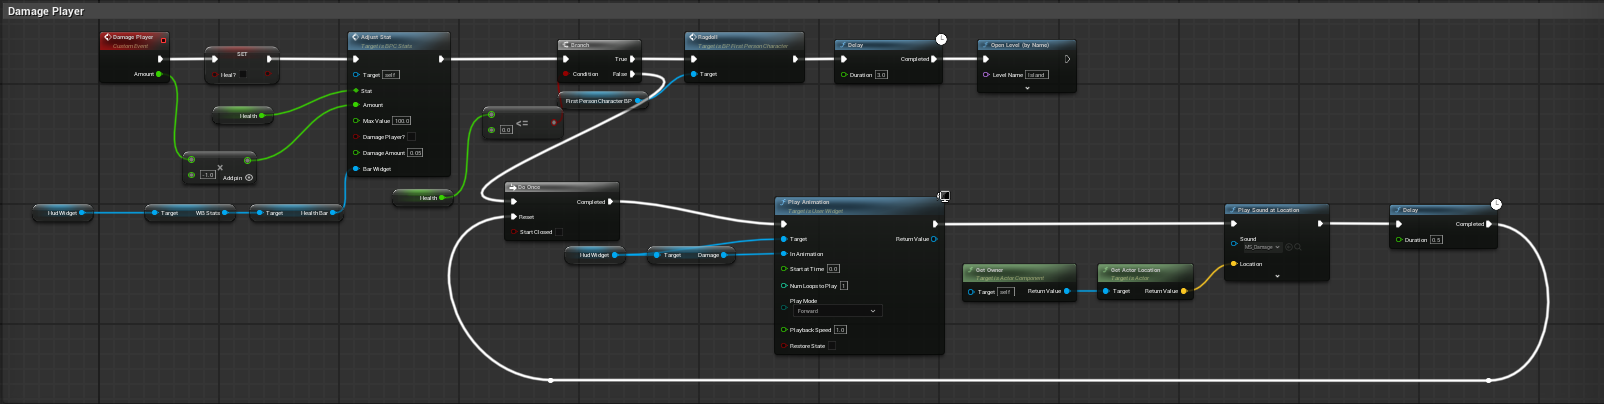 Damage Player
Damage Player
Custom Event
Amount
SET
Heal?
Adjust Stat
Target is BPC Stats
Target self
Stat
Amount
Max Value 100.0
Damage Player?
Damage Amount 0.05
Bar Widget
Health
-1.0
Add pin
Hud Widget
Target WB Stats
Target Health Bar
Branch
True
Condition False
First Person Character BP
<=
0.0
Health
Ragdoll
Target is BP First Person Character
Target
Delay
Completed
Duration 3.0
Open Level (by Name)
Level Name Island
Do Once
Completed
Reset
Start Closed
Hud Widget
Target Damage
Play Animation
Target is User Widget
Target Return Value
In Animation
Start at Time 0.0
Num Loops to Play 1
Play Mode
Forward
Playback Speed 1.0
Restore State
Get Owner
Target is Actor Component
Target self Return Value
Get Actor Location
Target is Actor
Target Return Value
Play Sound at Location
Sound
MS_Damage
Location
Delay
Completed
Duration 0.5